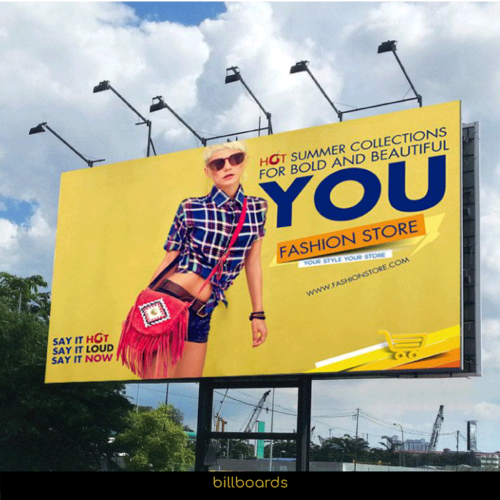 HOT SUMMER COLLECTIONS
FOR BOLD AND BEAUTIFUL
YOU
FASHION STORE
YOUR STYLE YOUR STORE
WWW.FASHIONSTORE.COM
SAY IT HOT
SAY IT LOUD
SAY IT NOW
billboards